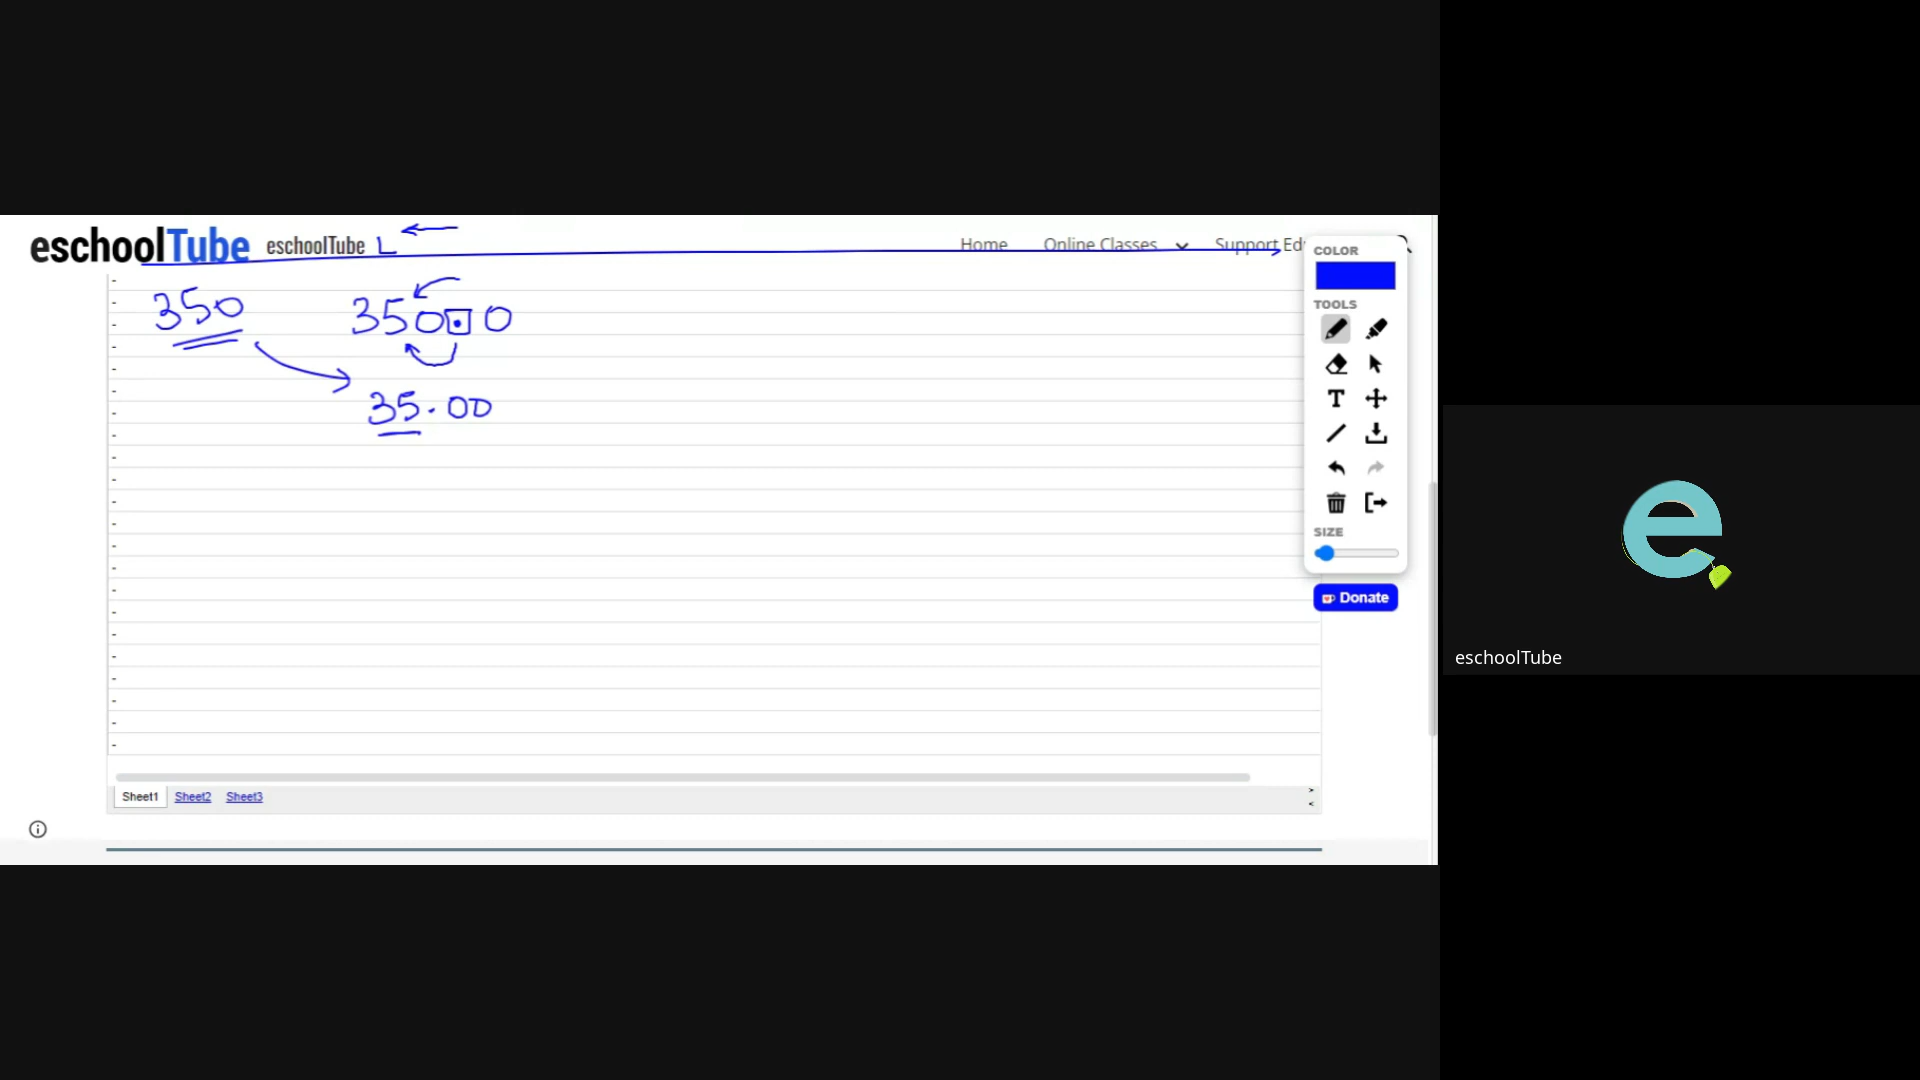 eschoolTube eschoolTube L Home Online Classes Support Edu
COLOR
TOOLS
350 350.0
35.00
T
SIZE
Donate
eschoolTube
Sheet1 Sheet2 Sheet3